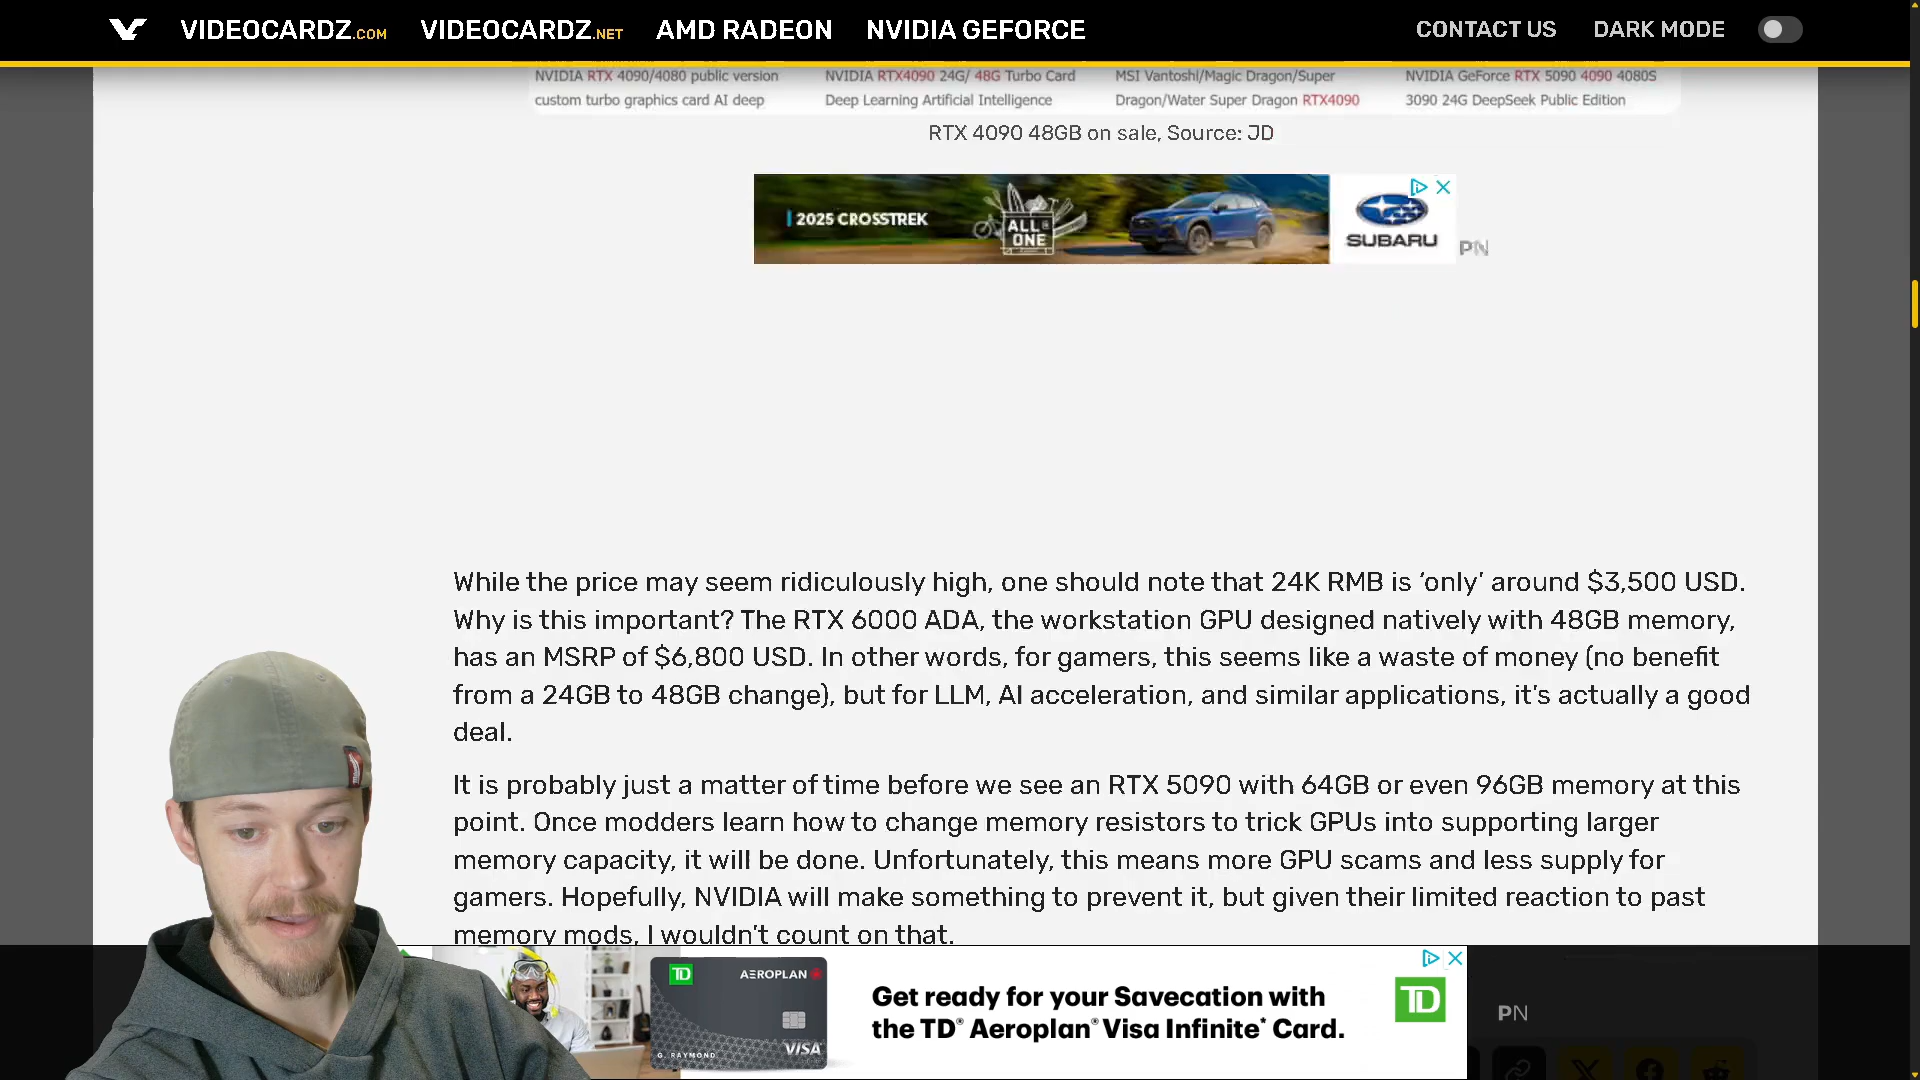 VIDEOCARDZ.COM VIDEOCARDZ.NET AMD RADEON NVIDIA GEFORCE CONTACT US DARK MODE
NVIDIA RTX 4090/4080 public version
custom turbo graphics card AI deep
NVIDIA RTX4090 24G/ 48G Turbo Card
Deep Learning Artificial Intelligence
MSI Vantoshi/Magic Dragon/Super
Dragon/Water Super Dragon RTX4090
NVIDIA GeForce RTX 5090 4090 4080S
3090 24G DeepSeek Public Edition
RTX 4090 48GB on sale, Source: JD
2025 CROSSTREK
ALL
ONE
SUBARU
PN
While the price may seem ridiculously high, one should note that 24K RMB is ‘only’ around $3,500 USD.
Why is this important? The RTX 6000 ADA, the workstation GPU designed natively with 48GB memory,
has an MSRP of $6,800 USD. In other words, for gamers, this seems like a waste of money (no benefit
from a 24GB to 48GB change), but for LLM, AI acceleration, and similar applications, it’s actually a good
deal.
It is probably just a matter of time before we see an RTX 5090 with 64GB or even 96GB memory at this
point. Once modders learn how to change memory resistors to trick GPUs into supporting larger
memory capacity, it will be done. Unfortunately, this means more GPU scams and less supply for
gamers. Hopefully, NVIDIA will make something to prevent it, but given their limited reaction to past
memory mods, I wouldn’t count on that.
TD AEROPLAN
G. RAYMOND
VISA
Get ready for your Savecation with
the TD® Aeroplan® Visa Infinite* Card.
TD
PN